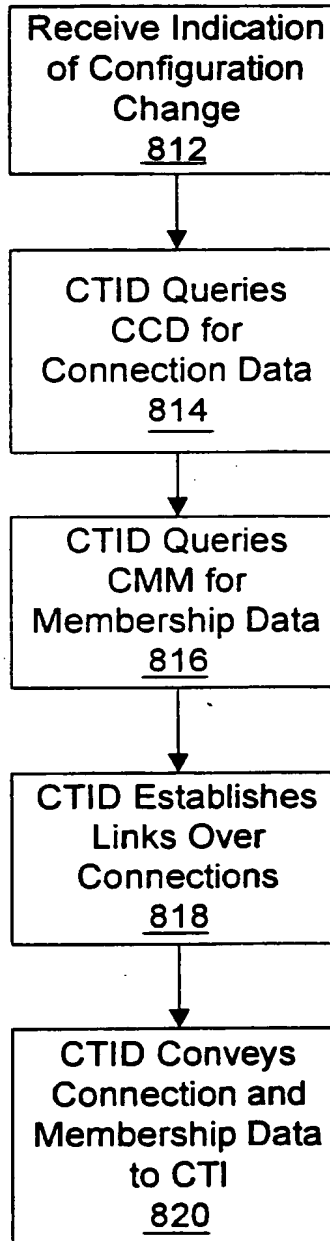 Receive Indication
of Configuration
Change
812
CTID Queries
CCD for
Connection Data
814
CTID Queries
CMM for
Membership Data
816
CTID Establishes
Links Over
Connections
818
CTID Conveys
Connection and
Membership Data
to CTI
820